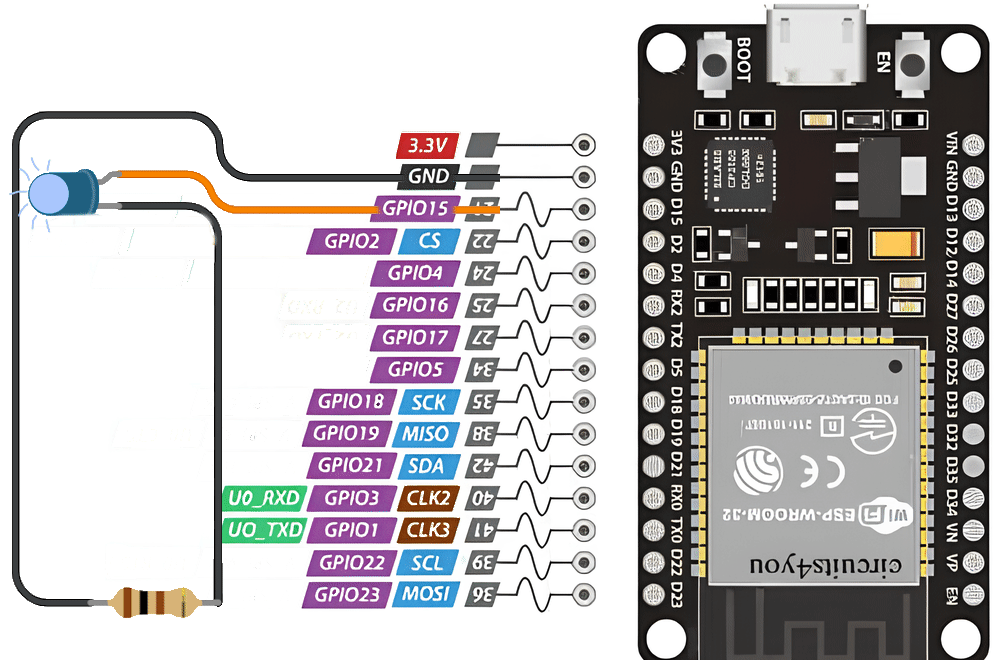 BOOT
EN
3.3V
GND
GPIO15
GPIO2 CS 22
GPIO4 24
GPIO16 25
GPIO17 27
GPIO5 34
GPIO18 SCK 35
GPIO19 MISO 38
GPIO21 SDA 42
U0_RXD GPIO3 CLK2 40
UO_TXD GPIO1 CLK3 41
GPIO22 SCL 39
GPIO23 MOSI 36
3V3 GND D15 D2 D4 RX2 TX2 D5 D18 D19 D21 RX0 TX0 D22 D23
VIN GND D13 D12 D14 D27 D26 D25 D33 D32 D35 D34 VN VP EN
CE
WiFi ESP-WROOM-32
circuits4you